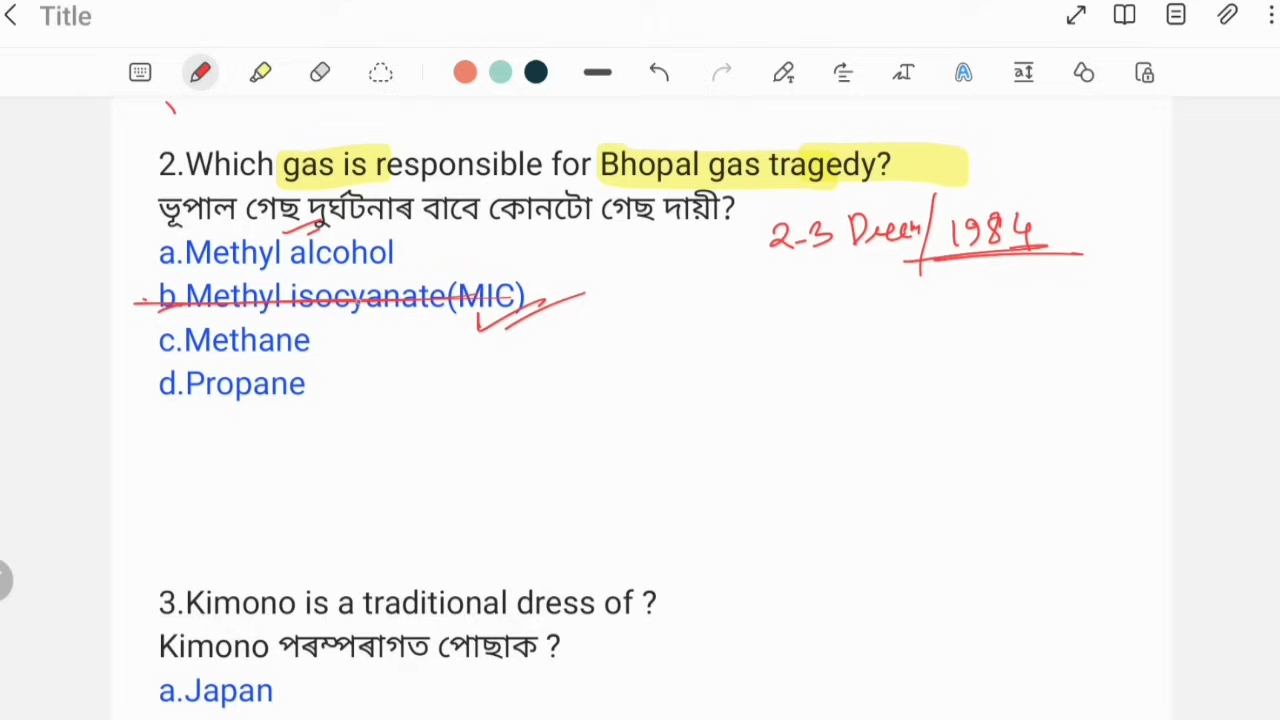 Title
2.Which gas is responsible for Bhopal gas tragedy?
ভূপাল গেছ দুৰ্ঘটনাৰ বাবে কোনটো গেছ দায়ী?
2-3 / 1984
a.Methyl alcohol
b.Methyl isocyanate(MIC)
c.Methane
d.Propane
3.Kimono is a traditional dress of ?
Kimono পৰম্পৰাগত পোছাক ?
a.Japan